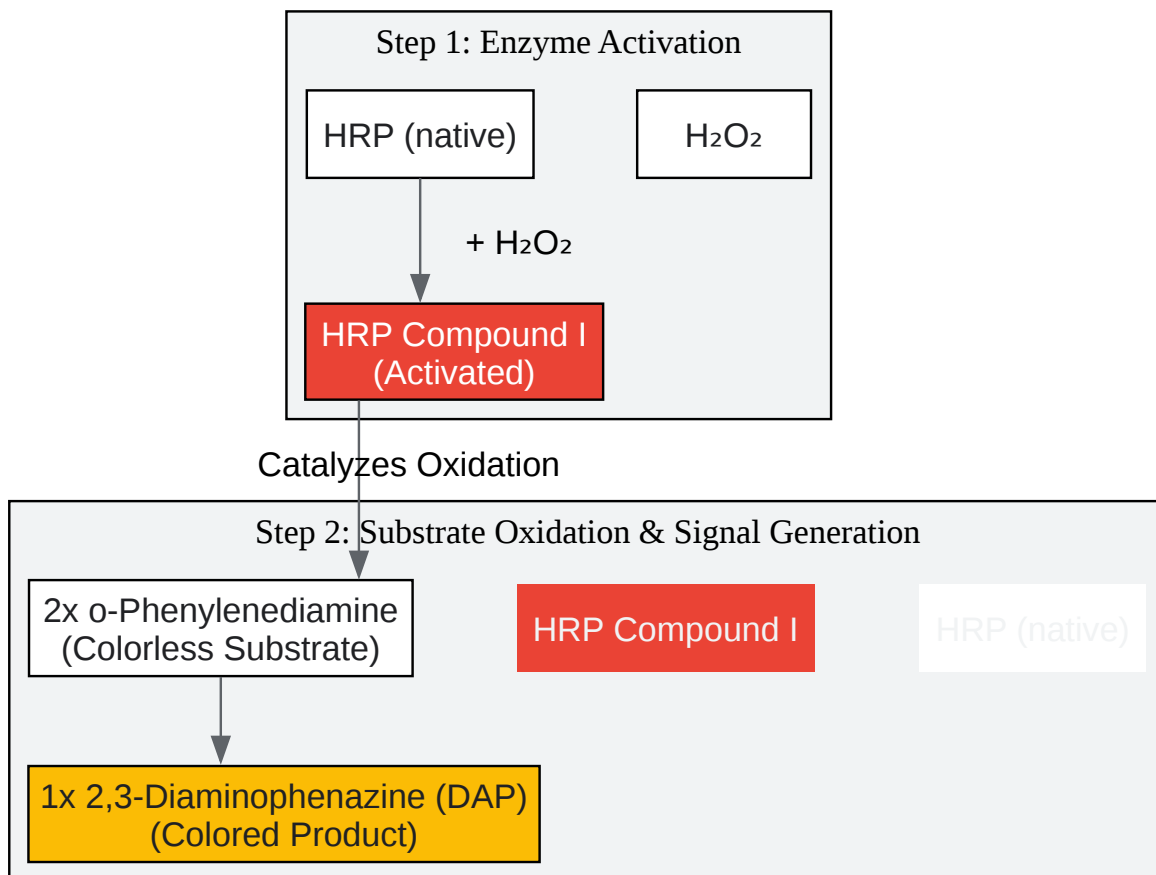 Step 1: Enzyme Activation
HRP (native)
H₂O₂
+ H₂O₂
HRP Compound I
(Activated)
Catalyzes Oxidation
Step 2: Substrate Oxidation & Signal Generation
2x o-Phenylenediamine
(Colorless Substrate)
HRP Compound I
HRP (native)
1x 2,3-Diaminophenazine (DAP)
(Colored Product)